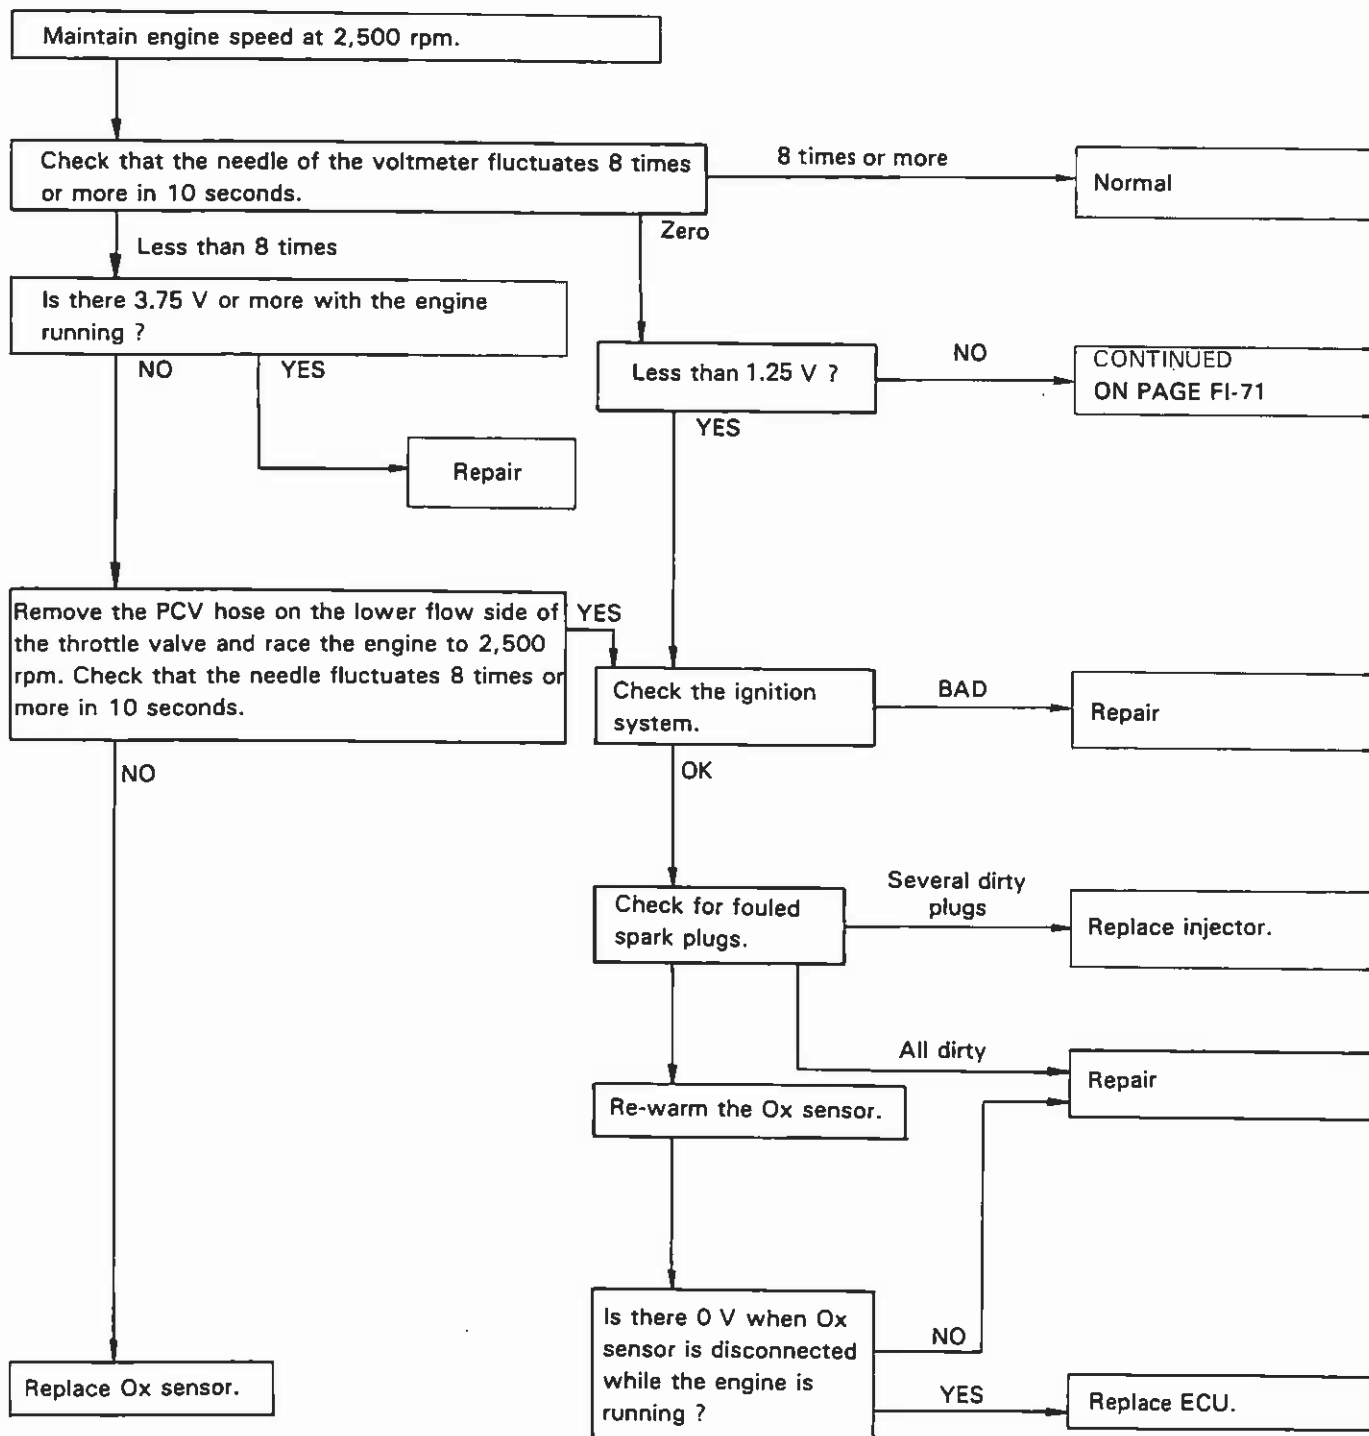 Maintain engine speed at 2,500 rpm.
Check that the needle of the voltmeter fluctuates 8 times
or more in 10 seconds.
8 times or more
Normal
Zero
Less than 8 times
Is there 3.75 V or more with the engine
running ?
NO
YES
Less than 1.25 V ?
NO
CONTINUED
ON PAGE FI-71
YES
Repair
Remove the PCV hose on the lower flow side of
the throttle valve and race the engine to 2,500
rpm. Check that the needle fluctuates 8 times or
more in 10 seconds.
YES
Check the ignition
system.
BAD
Repair
NO
OK
Check for fouled
spark plugs.
Several dirty
plugs
Replace injector.
All dirty
Repair
Re-warm the Ox sensor.
Is there 0 V when Ox
sensor is disconnected
while the engine is
running ?
NO
YES
Replace ECU.
Replace Ox sensor.